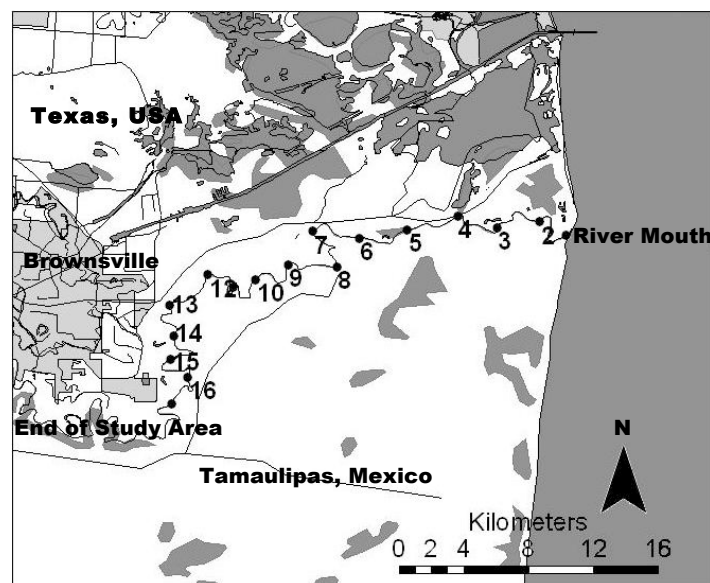 Texas, USA
4
2
3
5
River Mouth
7
6
Brownsville
9
8
12
10
13
14
15
16
End of Study Area
N
Tamaulipas, Mexico
Kilometers
0 2 4 8 12 16